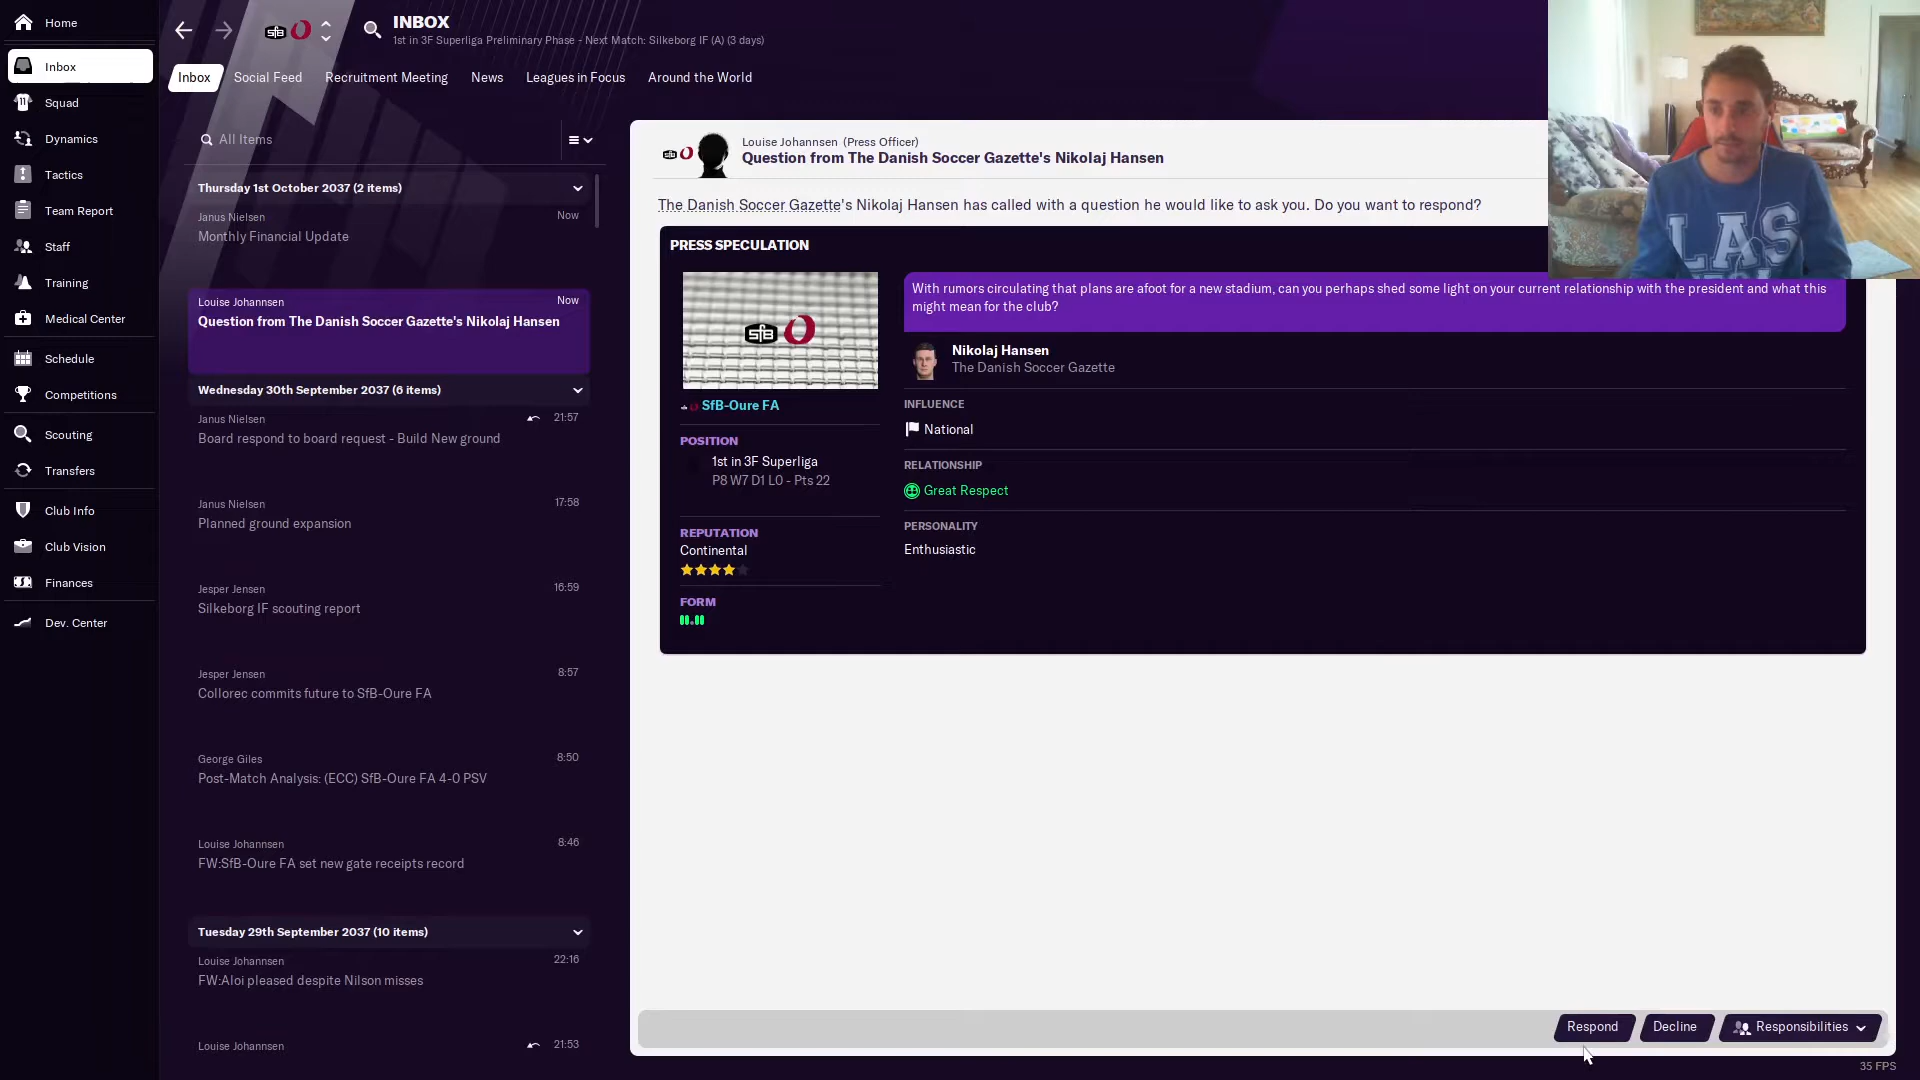 Home
Inbox
Squad
Dynamics
Tactics
Team Report
Staff
Training
Medical Center
Schedule
Competitions
Scouting
Transfers
Club Info
Club Vision
Finances
Dev. Center
INBOX
1st in 3F Superliga Preliminary Phase - Next Match: Silkeborg IF (A) (3 days)
Inbox
Social Feed
Recruitment Meeting
News
Leagues in Focus
Around the World
All Items
Thursday 1st October 2037 (2 items)
Janus Nielsen
Now
Monthly Financial Update
Louise Johannsen
Now
Question from The Danish Soccer Gazette's Nikolaj Hansen
Wednesday 30th September 2037 (6 items)
Janus Nielsen
21:57
Board respond to board request - Build New ground
Janus Nielsen
17:58
Planned ground expansion
Jesper Jensen
16:59
Silkeborg IF scouting report
Jesper Jensen
8:57
Collorec commits future to SfB-Oure FA
George Giles
8:50
Post-Match Analysis: (ECC) SfB-Oure FA 4-0 PSV
Louise Johannsen
8:46
FW:SfB-Oure FA set new gate receipts record
Tuesday 29th September 2037 (10 items)
Louise Johannsen
22:16
FW:Aloi pleased despite Nilson misses
Louise Johannsen
21:53
Louise Johannsen (Press Officer)
Question from The Danish Soccer Gazette's Nikolaj Hansen
The Danish Soccer Gazette's Nikolaj Hansen has called with a question he would like to ask you. Do you want to respond?
PRESS SPECULATION
sfB
SfB-Oure FA
POSITION
1st in 3F Superliga
P8 W7 D1 L0 - Pts 22
REPUTATION
Continental
FORM
With rumors circulating that plans are afoot for a new stadium, can you perhaps shed some light on your current relationship with the president and what this
might mean for the club?
Nikolaj Hansen
The Danish Soccer Gazette
INFLUENCE
National
RELATIONSHIP
Great Respect
PERSONALITY
Enthusiastic
LAS
Respond
Decline
Responsibilities
35 FPS